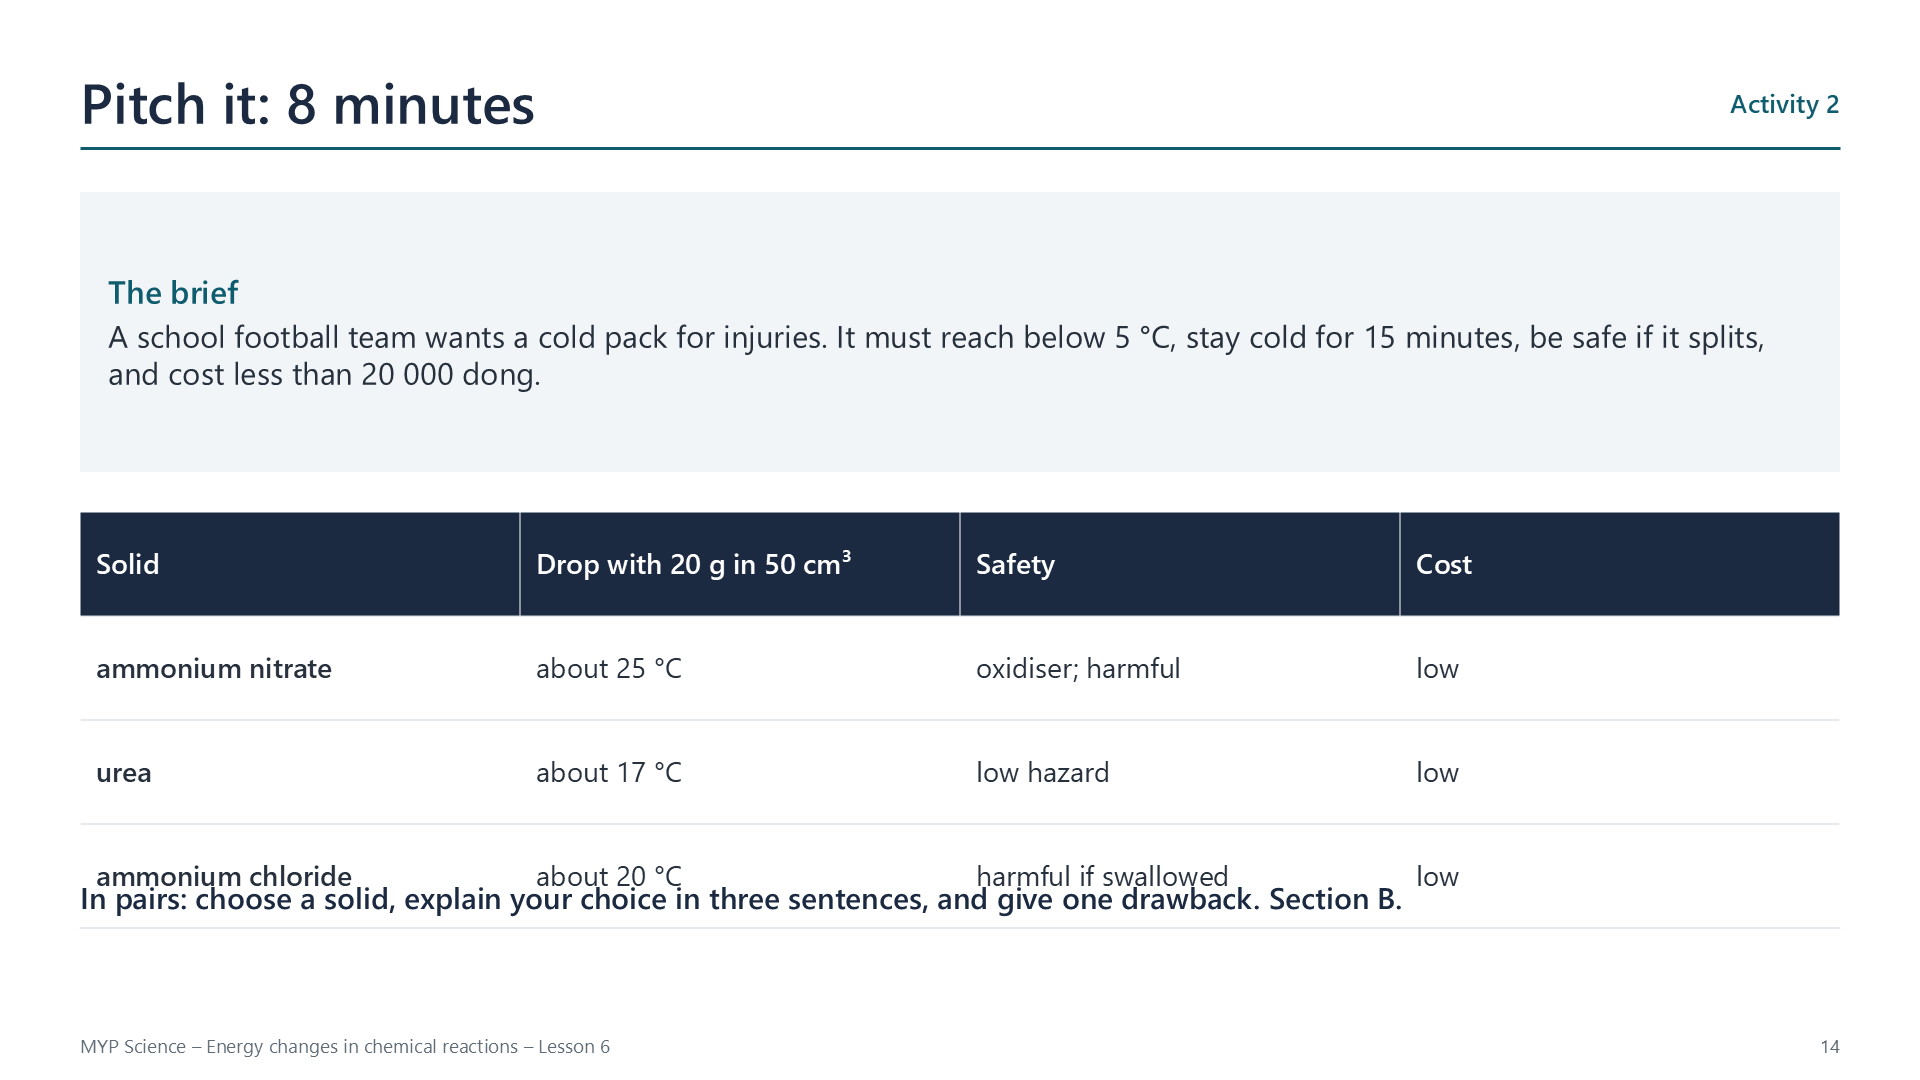 Pitch it: 8 minutes
Activity 2
The brief
A school football team wants a cold pack for injuries. It must reach below 5 °C, stay cold for 15 minutes, be safe if it splits,
and cost less than 20 000 dong.
Solid Drop with 20 g in 50 cm³ Safety Cost
ammonium nitrate about 25 °C oxidiser; harmful low
urea about 17 °C low hazard low
ammonium chloride about 20 °C harmful if swallowed low
In pairs: choose a solid, explain your choice in three sentences, and give one drawback. Section B.
MYP Science – Energy changes in chemical reactions – Lesson 6
14